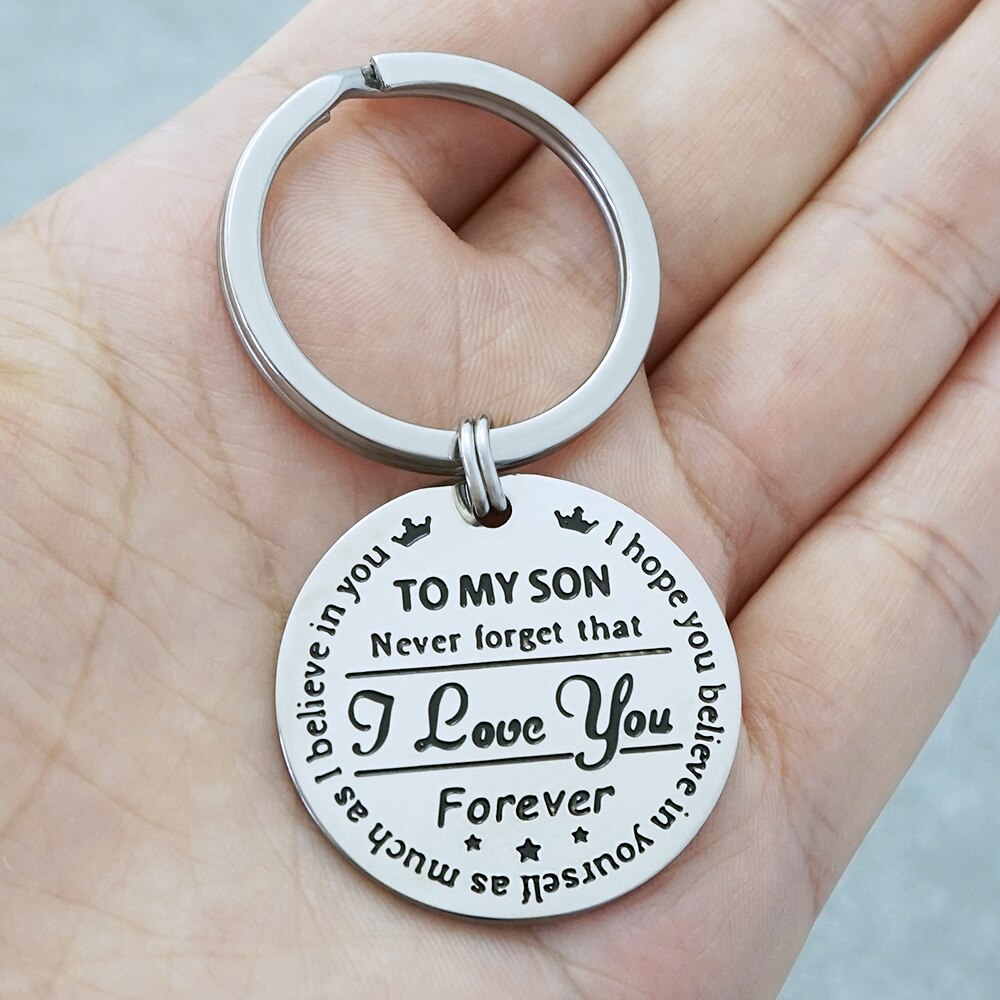 TO MY SON
Never forget that
I Love You
Forever
I hope you believe in yourself as much as I believe in you